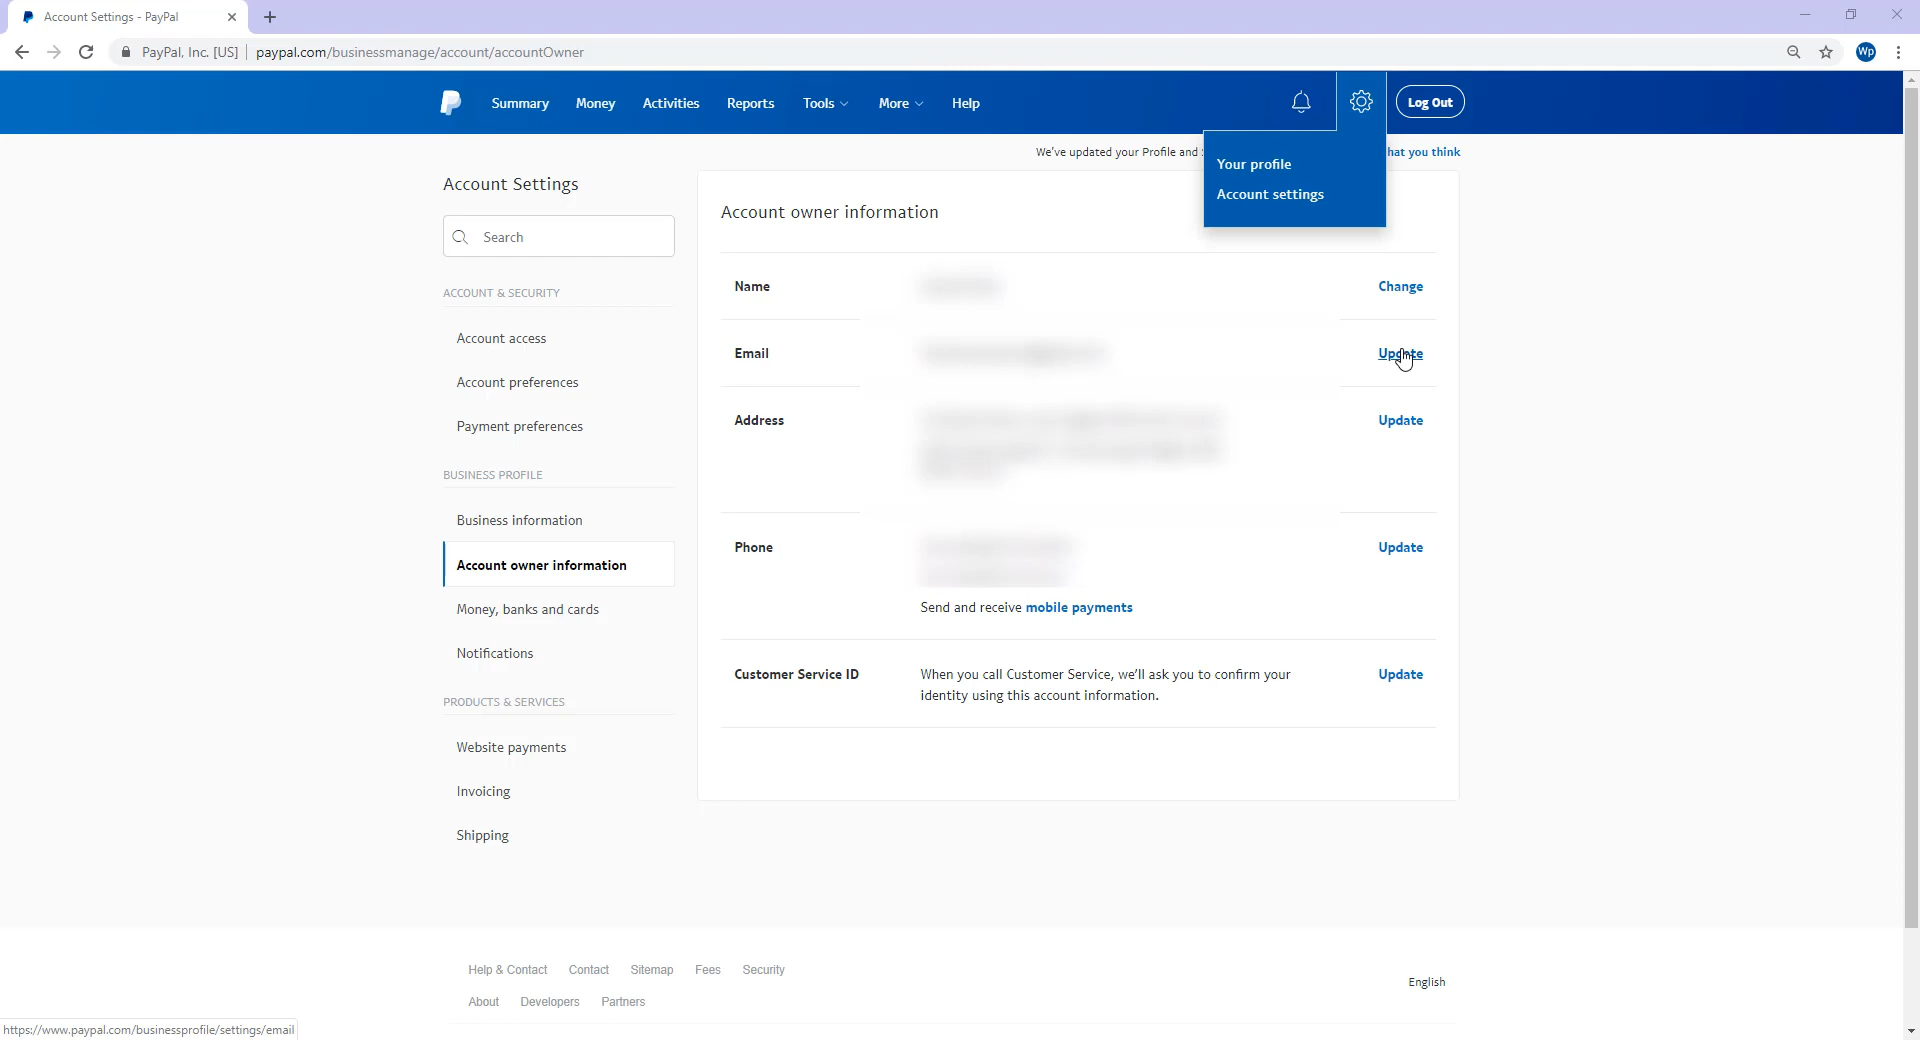 Account Settings - PayPal
PayPal, Inc. [US] | paypal.com/businessmanage/account/accountOwner
Wp
Summary Money Activities Reports Tools More Help Log Out
Your profile
Account settings
We've updated your Profile and hat you think
Account Settings
Search
ACCOUNT & SECURITY
Account access
Account preferences
Payment preferences
BUSINESS PROFILE
Business information
Account owner information
Money, banks and cards
Notifications
PRODUCTS & SERVICES
Website payments
Invoicing
Shipping
Account owner information
Name Change
Email Update
Address Update
Phone Update
Send and receive mobile payments
Customer Service ID When you call Customer Service, we'll ask you to confirm your Update
identity using this account information.
Help & Contact Contact Sitemap Fees Security
English
About Developers Partners
https://www.paypal.com/businessprofile/settings/email